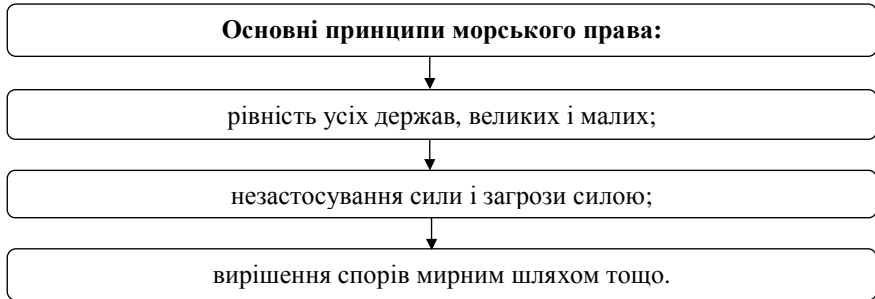 Основні принципи морського права:
рівність усіх держав, великих і малих;
незастосування сили і загрози силою;
вирішення спорів мирним шляхом тощо.